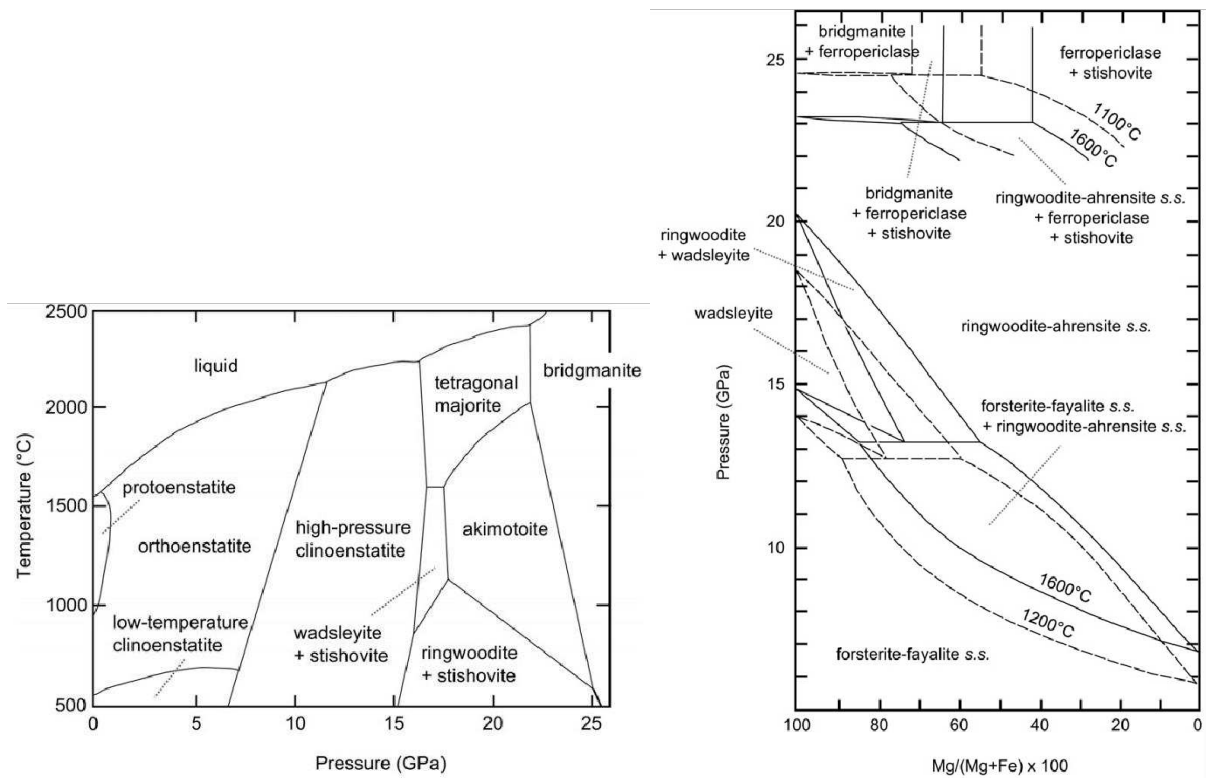 2500
2000
1500
1000
500
Temperature (°C)
liquid
bridgmanite
tetragonal
majorite
protoenstatite
orthoenstatite
high-pressure
clinoenstatite
akimotoite
low-temperature
clinoenstatite
wadsleyite
+ stishovite
ringwoodite
+ stishovite
0
5
10
15
20
25
Pressure (GPa)
bridgmanite
+ ferropericlase
ferropericlase
+ stishovite
1100°C
1600°C
bridgmanite
+ ferropericlase
+ stishovite
ringwoodite-ahrensite s.s.
+ ferropericlase
+ stishovite
ringwoodite
+ wadsleyite
wadsleyite
ringwoodite-ahrensite s.s.
forsterite-fayalite s.s.
+ ringwoodite-ahrensite s.s.
1600°C
1200°C
forsterite-fayalite s.s.
25
20
15
10
Pressure (GPa)
100
80
60
40
20
0
Mg/(Mg+Fe) x 100